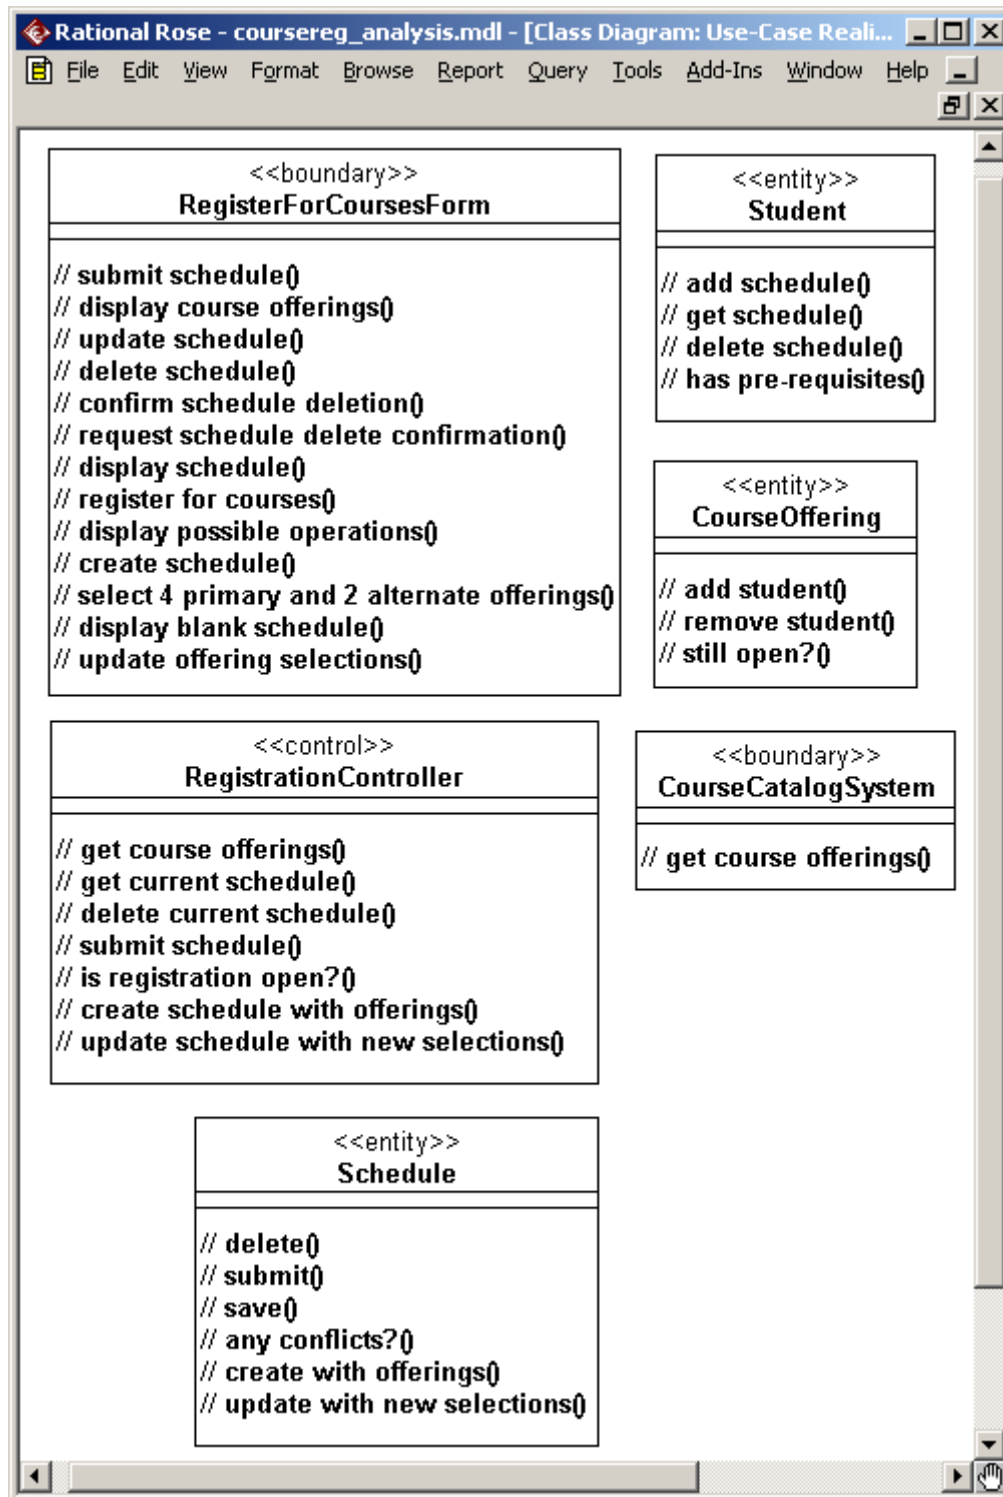 Rational Rose - coursereg_analysis.mdl - [Class Diagram: Use-Case Reali...
File Edit View Format Browse Report Query Tools Add-Ins Window Help
<<boundary>>
RegisterForCoursesForm
// submit schedule()
// display course offerings()
// update schedule()
// delete schedule()
// confirm schedule deletion()
// request schedule delete confirmation()
// display schedule()
// register for courses()
// display possible operations()
// create schedule()
// select 4 primary and 2 alternate offerings()
// display blank schedule()
// update offering selections()
<<entity>>
Student
// add schedule()
// get schedule()
// delete schedule()
// has pre-requisites()
<<entity>>
CourseOffering
// add student()
// remove student()
// still open?()
<<control>>
RegistrationController
// get course offerings()
// get current schedule()
// delete current schedule()
// submit schedule()
// is registration open?()
// create schedule with offerings()
// update schedule with new selections()
<<boundary>>
CourseCatalogSystem
// get course offerings()
<<entity>>
Schedule
// delete()
// submit()
// save()
// any conflicts?()
// create with offerings()
// update with new selections()